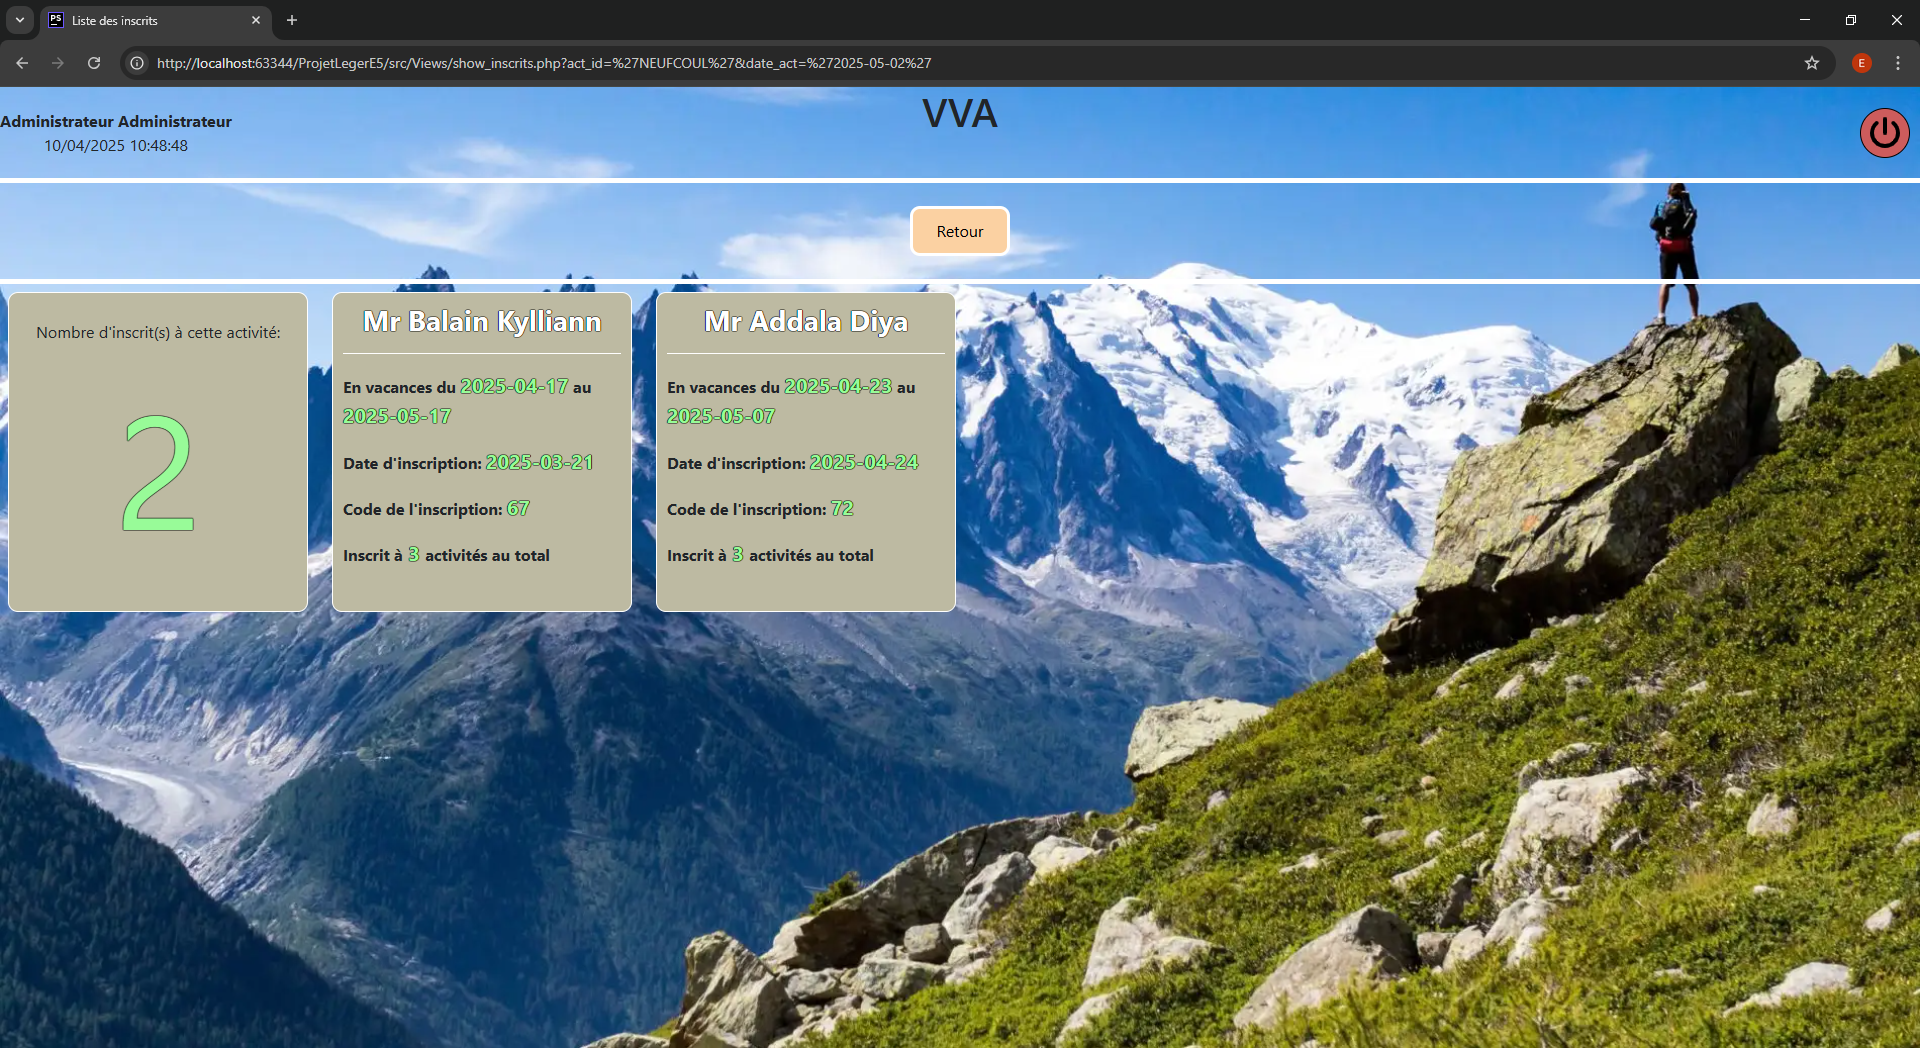 PS
Liste des inscrits
http://localhost:63344/ProjetLegerE5/src/Views/show_inscrits.php?act_id=%27NEUFCOUL%27&date_act=%272025-05-02%27
E
Administrateur Administrateur
10/04/2025 10:48:48
VVA
Retour
Nombre d'inscrit(s) à cette activité:
2
Mr Balain Kylliann
En vacances du 2025-04-17 au
2025-05-17
Date d'inscription: 2025-03-21
Code de l'inscription: 67
Inscrit à 3 activités au total
Mr Addala Diya
En vacances du 2025-04-23 au
2025-05-07
Date d'inscription: 2025-04-24
Code de l'inscription: 72
Inscrit à 3 activités au total